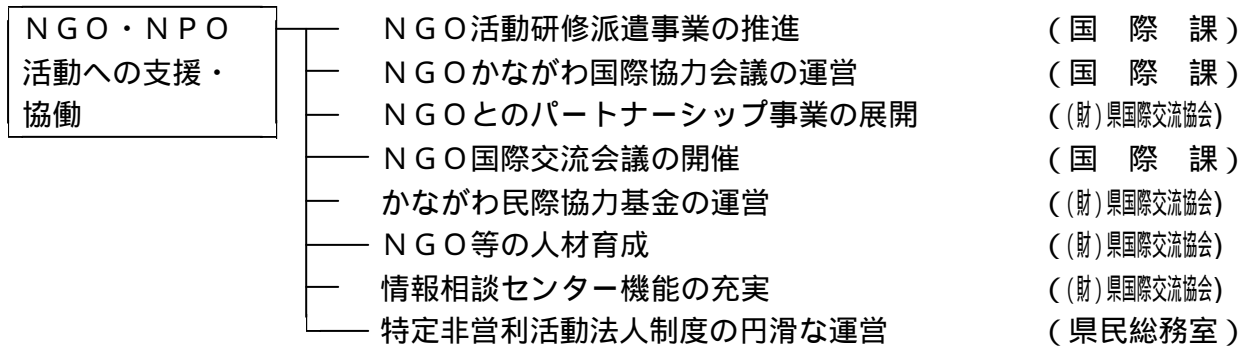 ＮＧＯ・ＮＰＯ
活動への支援・
協働
ＮＧＯ活動研修派遣事業の推進　（国　際　課）
ＮＧＯかながわ国際協力会議の運営　（国　際　課）
ＮＧＯとのパートナーシップ事業の展開　（(財)県国際交流協会）
ＮＧＯ国際交流会議の開催　（国　際　課）
かながわ民際協力基金の運営　（(財)県国際交流協会）
ＮＧＯ等の人材育成　（(財)県国際交流協会）
情報相談センター機能の充実　（(財)県国際交流協会）
特定非営利活動法人制度の円滑な運営　（県民総務室）